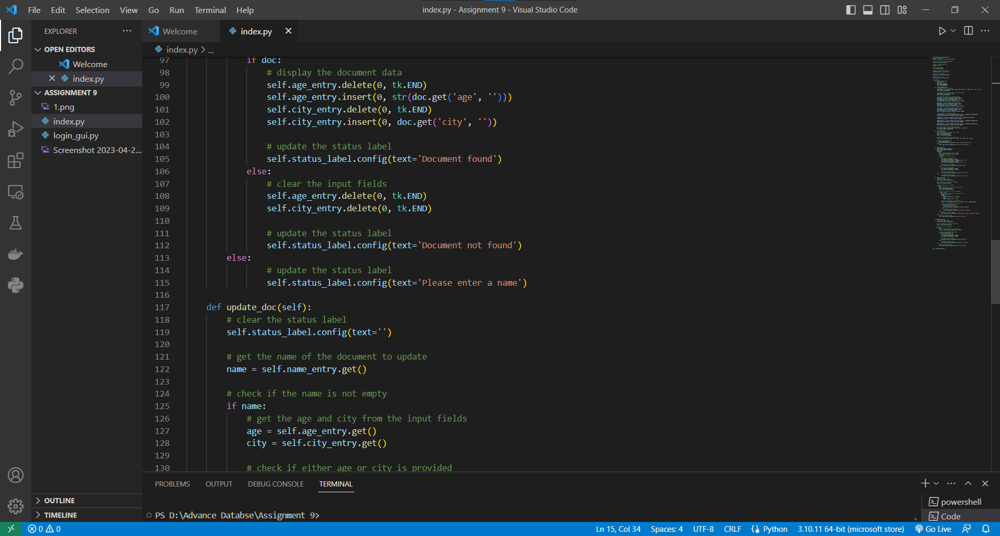 File Edit Selection View Go Run Terminal Help
index.py - Assignment 9 - Visual Studio Code
EXPLORER
OPEN EDITORS
Welcome
index.py
ASSIGNMENT 9
1.png
index.py
login_gui.py
Screenshot 2023-04-2...
OUTLINE
TIMELINE
Welcome
index.py
index.py > ...
97 if doc:
98 # display the document data
99 self.age_entry.delete(0, tk.END)
100 self.age_entry.insert(0, str(doc.get('age', '')))
101 self.city_entry.delete(0, tk.END)
102 self.city_entry.insert(0, doc.get('city', ''))
103
104 # update the status label
105 self.status_label.config(text='Document found')
106 else:
107 # clear the input fields
108 self.age_entry.delete(0, tk.END)
109 self.city_entry.delete(0, tk.END)
110
111 # update the status label
112 self.status_label.config(text='Document not found')
113 else:
114 # update the status label
115 self.status_label.config(text='Please enter a name')
116
117 def update_doc(self):
118 # clear the status label
119 self.status_label.config(text='')
120
121 # get the name of the document to update
122 name = self.name_entry.get()
123
124 # check if the name is not empty
125 if name:
126 # get the age and city from the input fields
127 age = self.age_entry.get()
128 city = self.city_entry.get()
129
130 # check if either age or city is provided
PROBLEMS OUTPUT DEBUG CONSOLE TERMINAL
PS D:\Advance Databse\Assignment 9>
powershell
Code
0 0
Ln 15, Col 34 Spaces: 4 UTF-8 CRLF Python 3.10.11 64-bit (microsoft store) Go Live